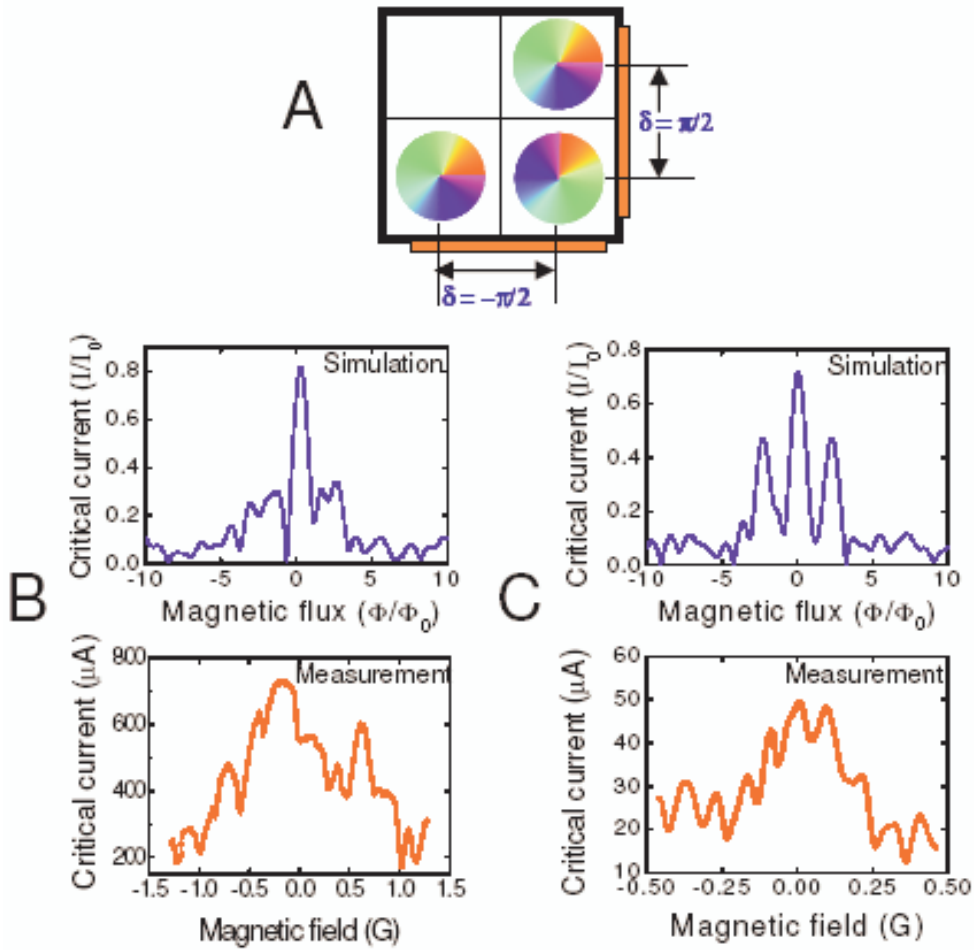 A
δ = π/2
δ = −π/2
B
Critical current (I/I₀)
0.8
0.6
0.4
0.2
0.0
Simulation
-10
-5
0
5
10
Magnetic flux (Φ/Φ₀)
Critical current (μA)
800
600
400
200
Measurement
-1.5
-1.0
-0.5
0.0
0.5
1.0
1.5
Magnetic field (G)
C
Critical current (I/I₀)
0.8
0.6
0.4
0.2
0.0
Simulation
-10
-5
0
5
10
Magnetic flux (Φ/Φ₀)
Critical current (μA)
60
50
40
30
20
10
Measurement
-0.50
-0.25
0.00
0.25
0.50
Magnetic field (G)